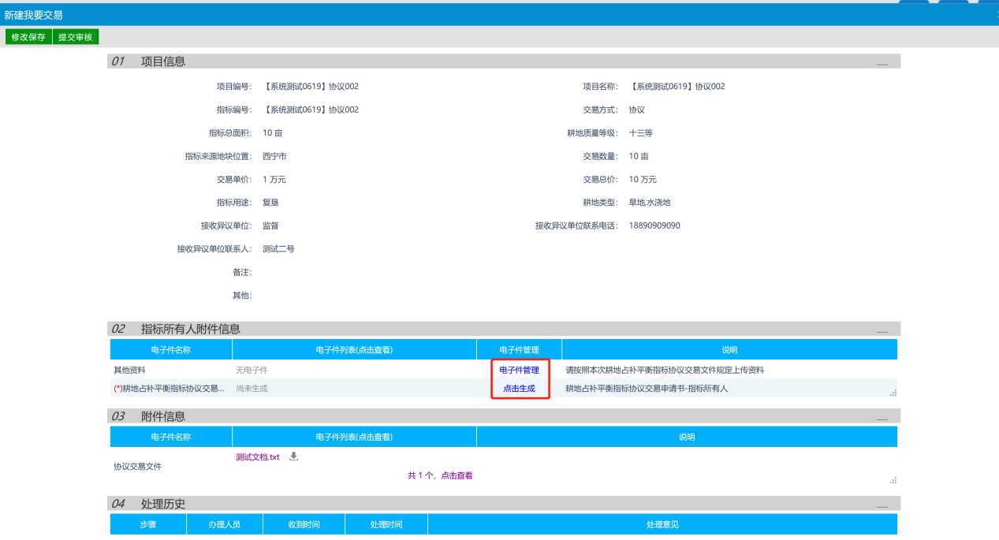 新建我要交易
修改保存 提交审核
01 项目信息
项目编号: 【系统测试0619】协议002 项目名称: 【系统测试0619】协议002
指标编号: 【系统测试0619】协议002 交易方式: 协议
指标总面积: 10 亩 耕地质量等级: 十三等
指标来源地块位置: 西宁市 交易数量: 10 亩
交易单价: 1 万元 交易总价: 10 万元
指标用途: 复垦 耕地类型: 旱地,水浇地
接收异议单位: 监督 接收异议单位联系电话: 18890909090
接收异议单位联系人: 测试二号
备注:
其他:
02 指标所有人附件信息
电子件名称 电子件列表(点击查看) 电子件管理 说明
其他资料 无电子件 电子件管理 请按照本次耕地占补平衡指标协议交易文件规定上传资料
(*)耕地占补平衡指标协议交易... 尚未生成 点击生成 耕地占补平衡指标协议交易申请书-指标所有人
03 附件信息
电子件名称 电子件列表(点击查看) 说明
协议交易文件 测试文档.txt
共 1 个，点击查看
04 处理历史
步骤 办理人员 收到时间 处理时间 处理意见